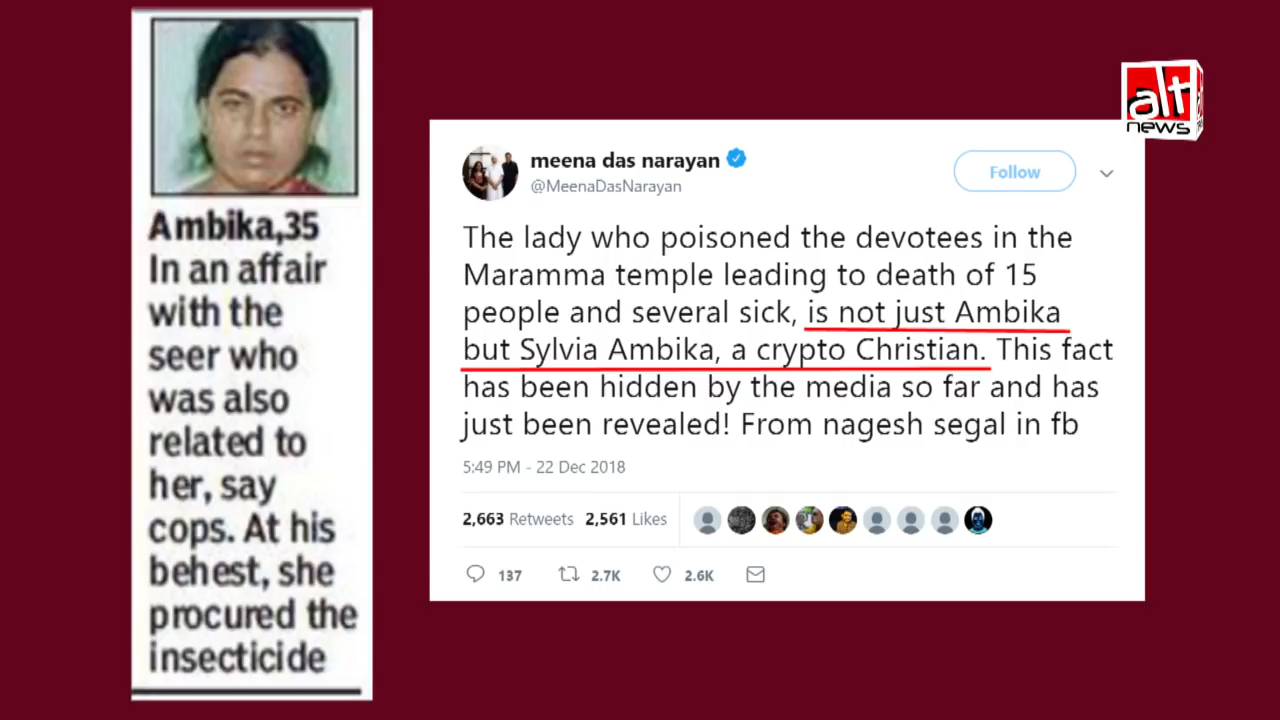 Ambika,35
In an affair
with the
seer who
was also
related to
her, say
cops. At his
behest, she
procured the
insecticide
alt
news
meena das narayan
@MeenaDasNarayan
Follow
The lady who poisoned the devotees in the
Maramma temple leading to death of 15
people and several sick, is not just Ambika
but Sylvia Ambika, a crypto Christian. This fact
has been hidden by the media so far and has
just been revealed! From nagesh segal in fb
5:49 PM - 22 Dec 2018
2,663 Retweets 2,561 Likes
137 2.7K 2.6K